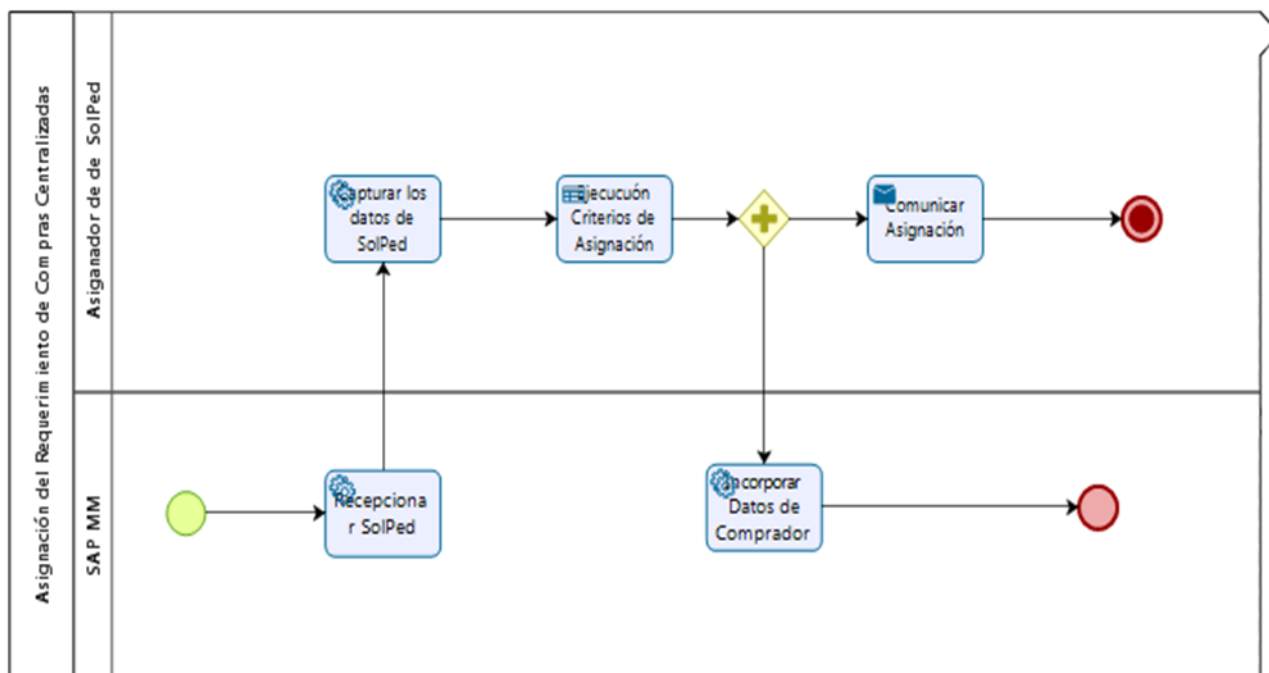 Asignación del Requerimiento de Compras Centralizadas
Asiganador de de SolPed
Capturar los
datos de
SolPed
Ejecucuón
Criterios de
Asignación
Comunicar
Asignación
SAP MM
Recepciona
r SolPed
Incorporar
Datos de
Comprador